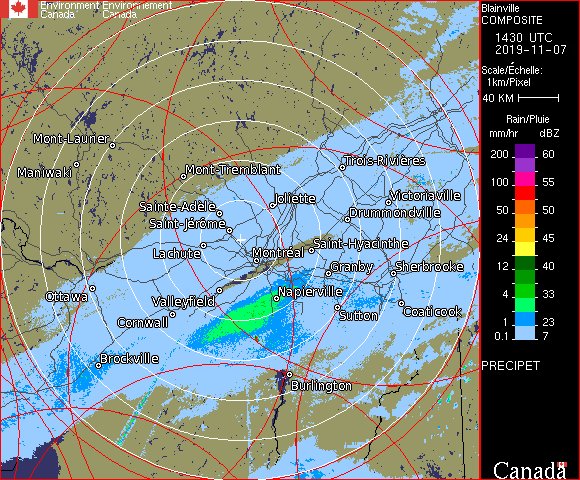 Environment Environnement
Canada Canada
Blainville
COMPOSITE
1430 UTC
2019-11-07
Scale/Échelle:
1km/Pixel
40 KM
Rain/Pluie
mm/hr dBZ
200 60
100 55
50 50
24 45
12 40
4 33
1 23
0.1 7
PRECIPET
Canada
Mont-Laurier
Maniwaki
Mont-Tremblant
Trois-Rivières
Joliette
Victoriaville
Sainte-Adèle
Drummondville
Saint-Jérôme
Saint-Hyacinthe
Lachute
Montréal
Granby
Sherbrooke
Ottawa
Valleyfield
Napierville
Cornwall
Sutton
Coaticook
Brockville
Burlington